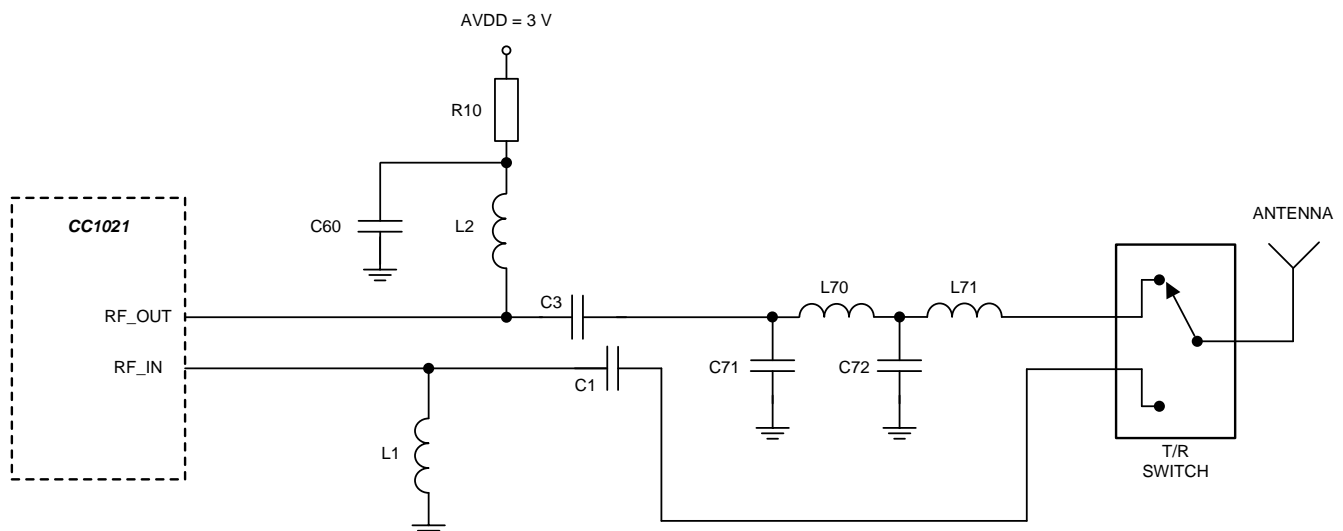 AVDD = 3 V
R10
CC1021
C60
L2
ANTENNA
RF_OUT
C3
L70
L71
RF_IN
C1
C71
C72
L1
T/R
SWITCH